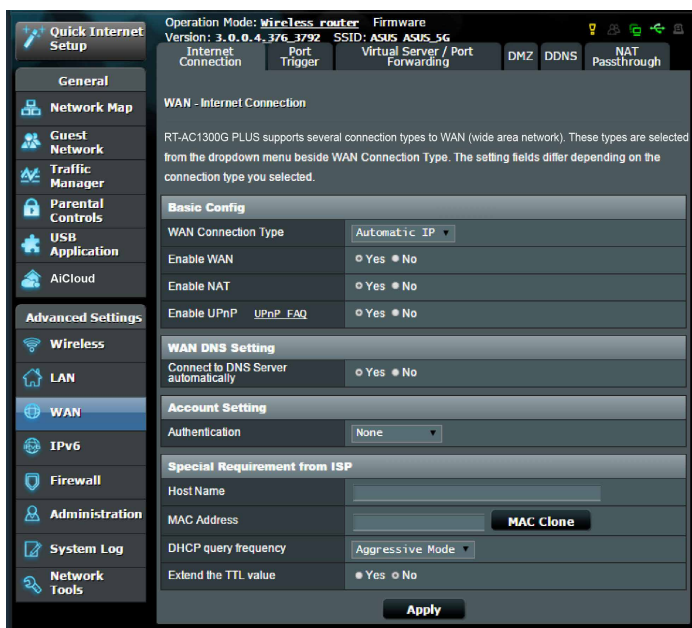 Quick Internet
Setup
Operation Mode: Wireless router Firmware
Version: 3.0.0.4.376_3792 SSID: ASUS ASUS_5G
Internet
Connection
Port
Trigger
Virtual Server / Port
Forwarding
DMZ
DDNS
NAT
Passthrough
General
Network Map
Guest
Network
Traffic
Manager
Parental
Controls
USB
Application
AiCloud
Advanced Settings
Wireless
LAN
WAN
IPv6
Firewall
Administration
System Log
Network
Tools
WAN - Internet Connection
RT-AC1300G PLUS supports several connection types to WAN (wide area network). These types are selected
from the dropdown menu beside WAN Connection Type. The setting fields differ depending on the
connection type you selected.
Basic Config
WAN Connection Type Automatic IP
Enable WAN Yes No
Enable NAT Yes No
Enable UPnP UPnP FAQ Yes No
WAN DNS Setting
Connect to DNS Server
automatically
Yes No
Account Setting
Authentication None
Special Requirement from ISP
Host Name
MAC Address MAC Clone
DHCP query frequency Aggressive Mode
Extend the TTL value Yes No
Apply